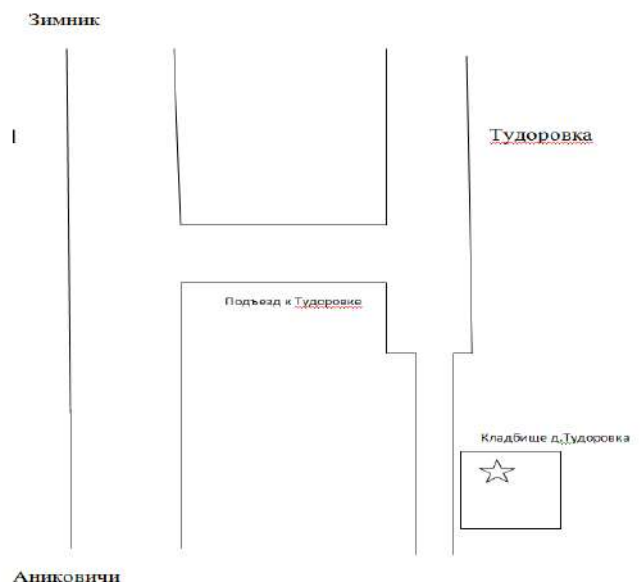 Зимник
Тудоровка
Подъезд к Тудоровке
Кладбище д.Тудоровка
Аниковичи